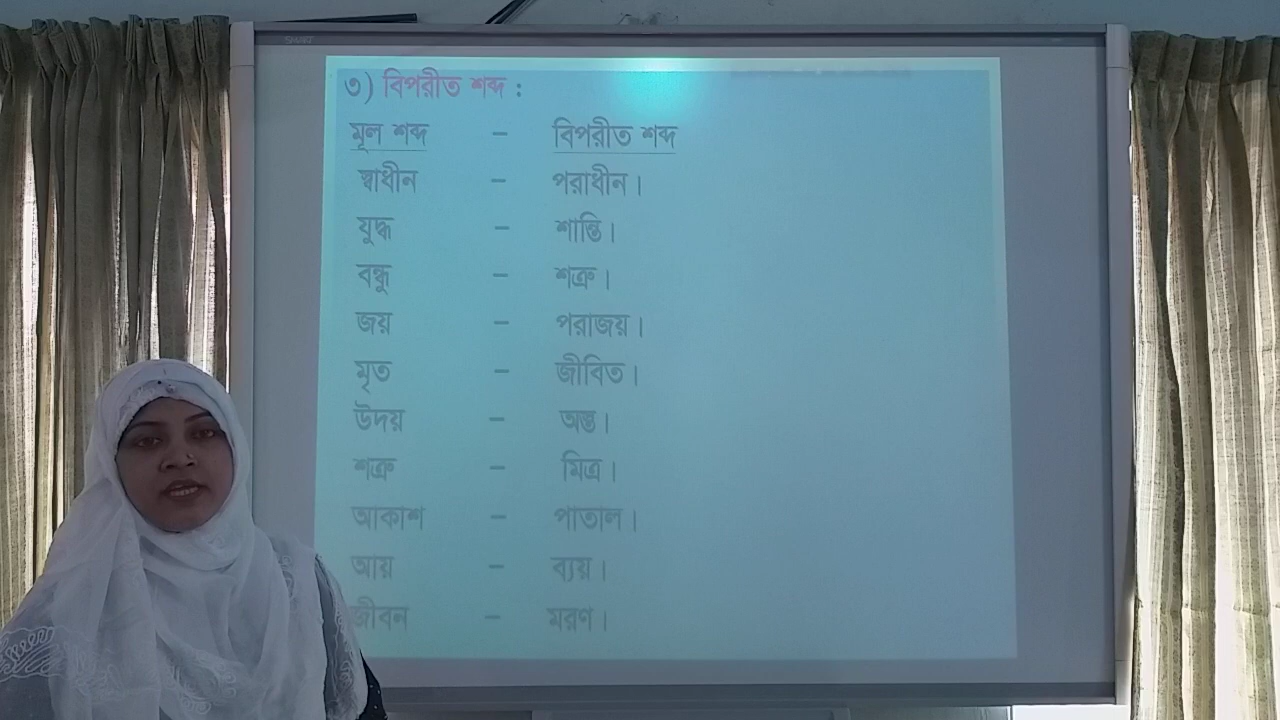 SMART
৩) বিপরীত শব্দ :
মূল শব্দ – বিপরীত শব্দ
স্বাধীন – পরাধীন।
যুদ্ধ – শান্তি।
বন্ধু – শত্রু।
জয় – পরাজয়।
মৃত – জীবিত।
উদয় – অস্ত।
শত্রু – মিত্র।
আকাশ – পাতাল।
আয় – ব্যয়।
জীবন – মরণ।